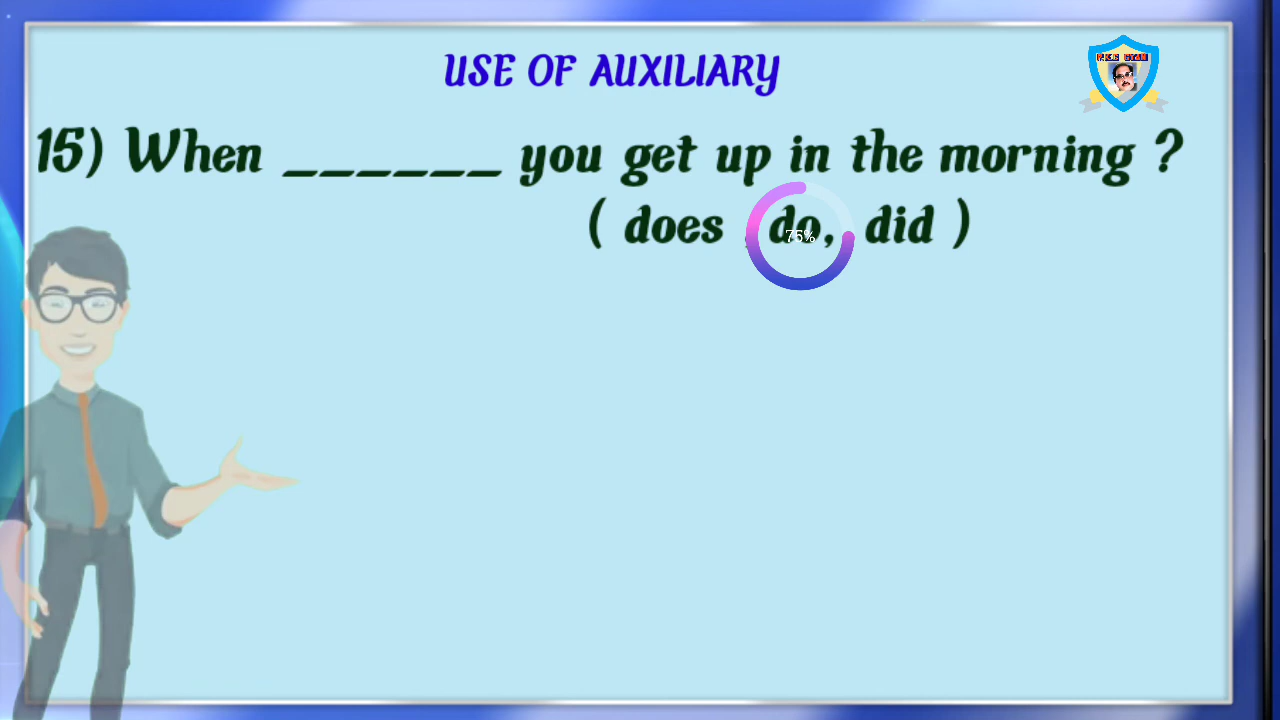 USE OF AUXILIARY
15) When ______ you get up in the morning ?
( does , do, did )
75%